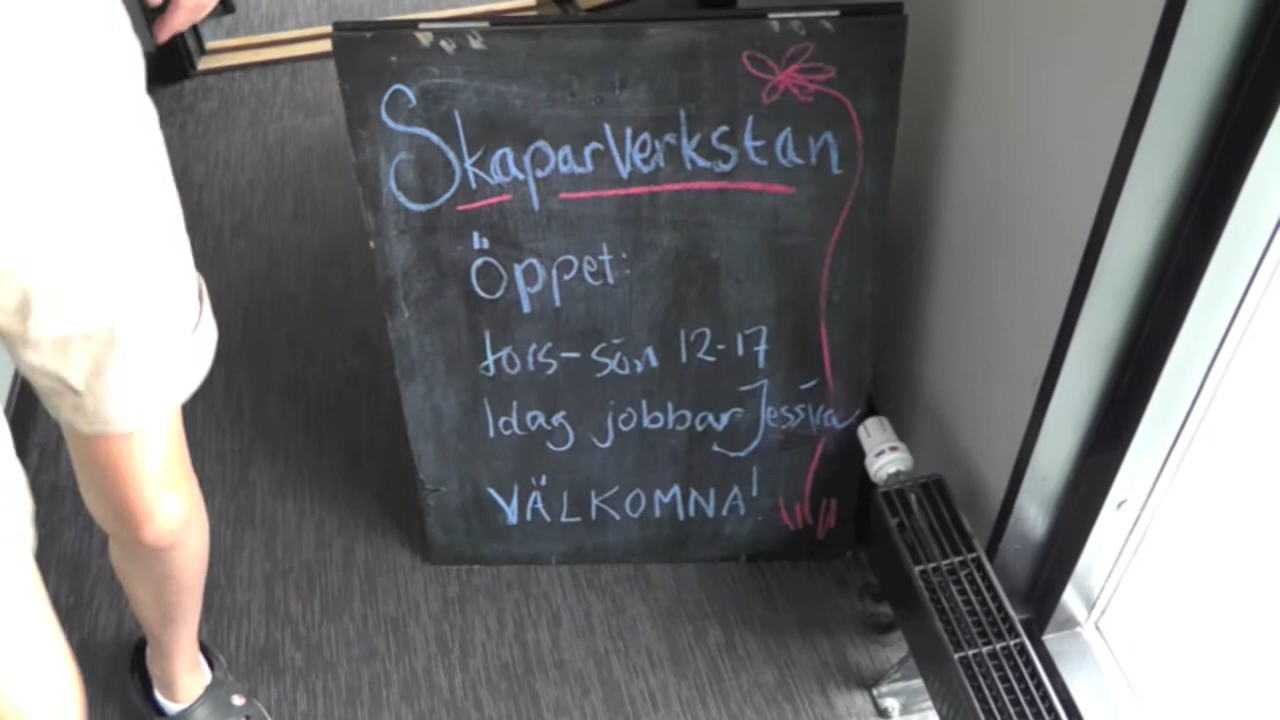 Skaparverkstan
Öppet:
tors-sön 12-17
Idag jobbar Jessica
VÄLKOMNA!